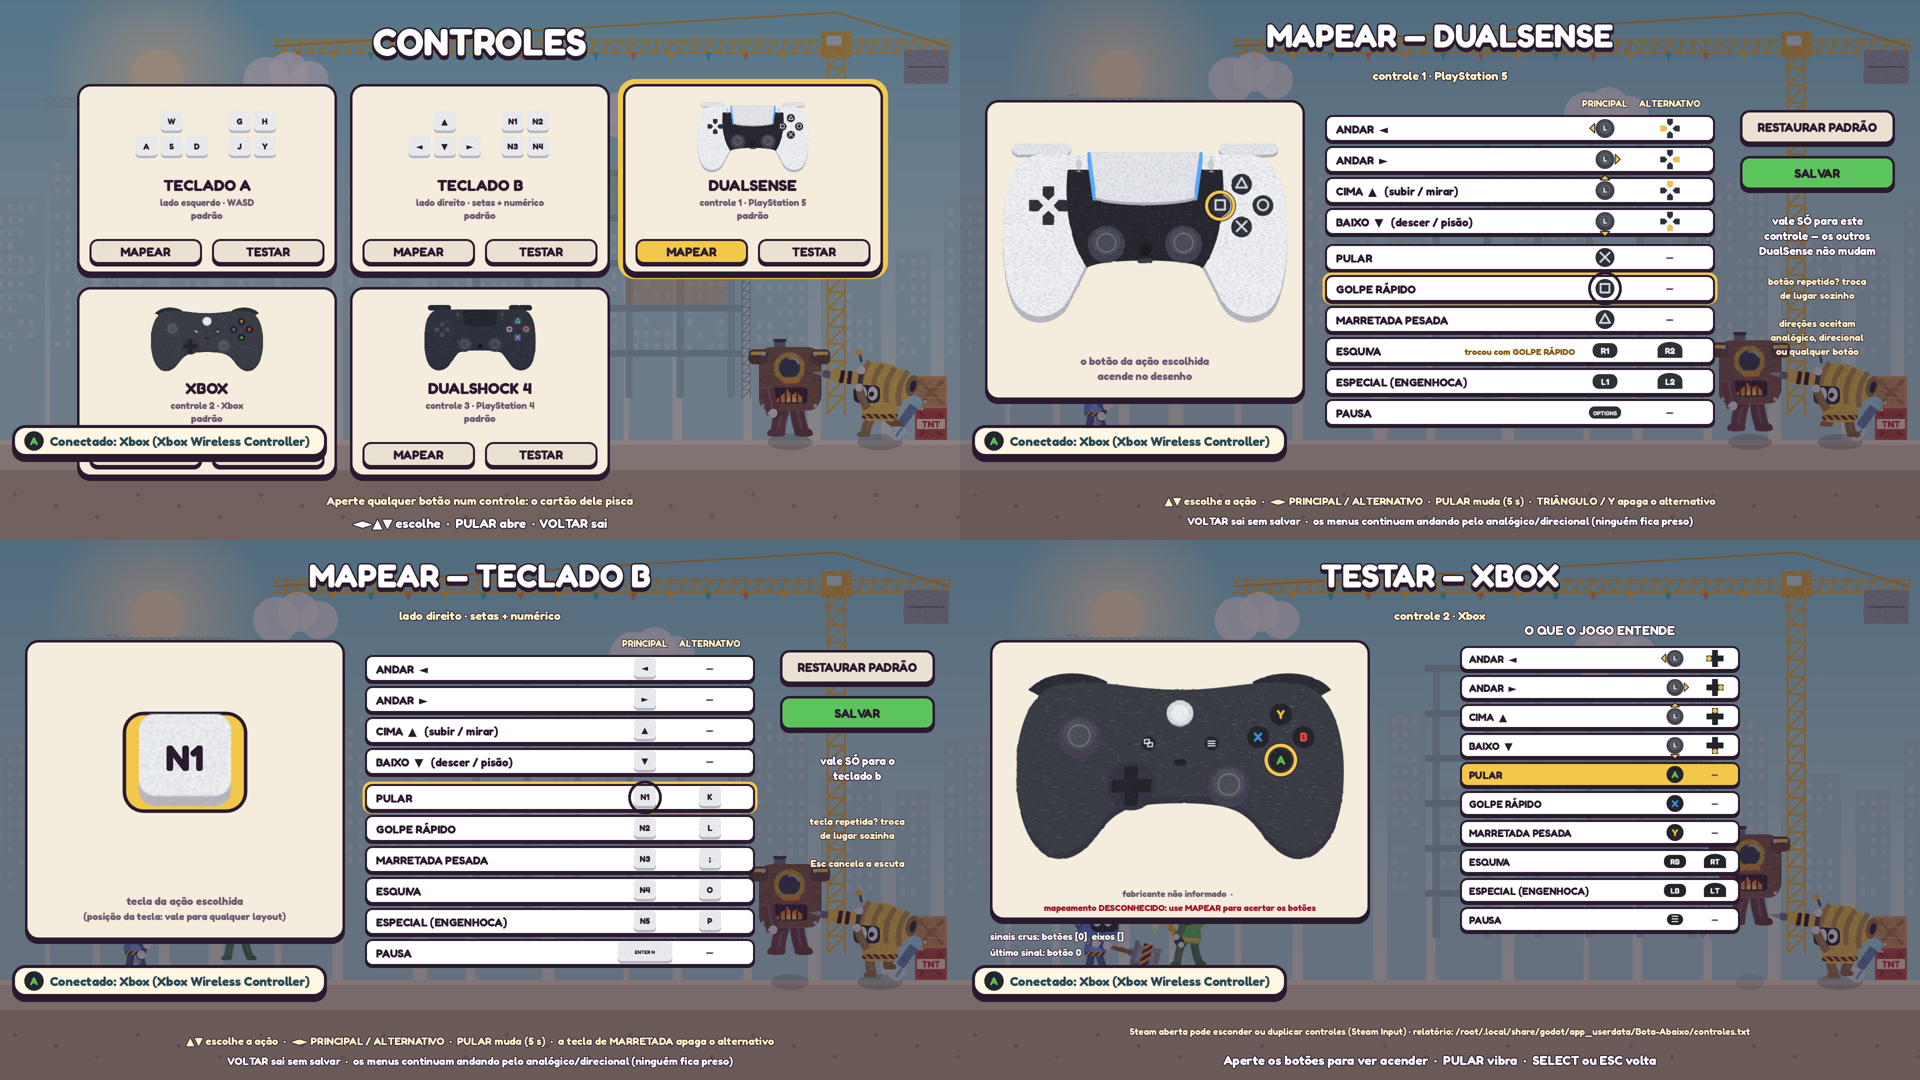 CONTROLES
W
G H
A S D
J Y
TECLADO A
lado esquerdo · WASD
padrão
MAPEAR
TESTAR
▲
N1 N2
◄ ▼ ►
N3 N4
TECLADO B
lado direito · setas + numérico
padrão
MAPEAR
TESTAR
DUALSENSE
controle 1 · PlayStation 5
padrão
MAPEAR
TESTAR
XBOX
controle 2 · Xbox
padrão
A Conectado: Xbox (Xbox Wireless Controller)
DUALSHOCK 4
controle 3 · PlayStation 4
padrão
MAPEAR
TESTAR
TNT
Aperte qualquer botão num controle: o cartão dele pisca
◄►▲▼ escolhe · PULAR abre · VOLTAR sai
MAPEAR – DUALSENSE
controle 1 · PlayStation 5
o botão da ação escolhida
acende no desenho
PRINCIPAL ALTERNATIVO
ANDAR ◄ L
ANDAR ► L
CIMA ▲ (subir / mirar) L
BAIXO ▼ (descer / pisão) L
PULAR –
GOLPE RÁPIDO –
MARRETADA PESADA –
ESQUIVA trocou com GOLPE RÁPIDO R1 R2
ESPECIAL (ENGENHOCA) L1 L2
PAUSA OPTIONS –
RESTAURAR PADRÃO
SALVAR
vale SÓ para este
controle – os outros
DualSense não mudam
botão repetido? troca
de lugar sozinho
direções aceitam
analógico, direcional
ou qualquer botão
TNT
A Conectado: Xbox (Xbox Wireless Controller)
▲▼ escolhe a ação · ◄► PRINCIPAL / ALTERNATIVO · PULAR muda (5 s) · TRIÂNGULO / Y apaga o alternativo
VOLTAR sai sem salvar · os menus continuam andando pelo analógico/direcional (ninguém fica preso)
MAPEAR – TECLADO B
lado direito · setas + numérico
N1
tecla da ação escolhida
(posição da tecla: vale para qualquer layout)
PRINCIPAL ALTERNATIVO
ANDAR ◄ ◄ –
ANDAR ► ► –
CIMA ▲ (subir / mirar) ▲ –
BAIXO ▼ (descer / pisão) ▼ –
PULAR N1 K
GOLPE RÁPIDO N2 L
MARRETADA PESADA N3 ;
ESQUIVA N4 O
ESPECIAL (ENGENHOCA) N5 P
PAUSA ENTER N –
RESTAURAR PADRÃO
SALVAR
vale SÓ para o
teclado b
tecla repetida? troca
de lugar sozinha
Esc cancela a escuta
TNT
A Conectado: Xbox (Xbox Wireless Controller)
▲▼ escolhe a ação · ◄► PRINCIPAL / ALTERNATIVO · PULAR muda (5 s) · a tecla de MARRETADA apaga o alternativo
VOLTAR sai sem salvar · os menus continuam andando pelo analógico/direcional (ninguém fica preso)
TESTAR – XBOX
controle 2 · Xbox
Y
X B
A
fabricante não informado ·
mapeamento DESCONHECIDO: use MAPEAR para acertar os botões
sinais crus: botões [0] eixos []
último sinal: botão 0
A Conectado: Xbox (Xbox Wireless Controller)
O QUE O JOGO ENTENDE
ANDAR ◄ L
ANDAR ► L
CIMA ▲ L
BAIXO ▼ L
PULAR A –
GOLPE RÁPIDO X –
MARRETADA PESADA Y –
ESQUIVA RB RT
ESPECIAL (ENGENHOCA) LB LT
PAUSA –
TNT
Steam aberta pode esconder ou duplicar controles (Steam Input) · relatório: /root/.local/share/godot/app_userdata/Bota-Abaixo/controles.txt
Aperte os botões para ver acender · PULAR vibra · SELECT ou ESC volta